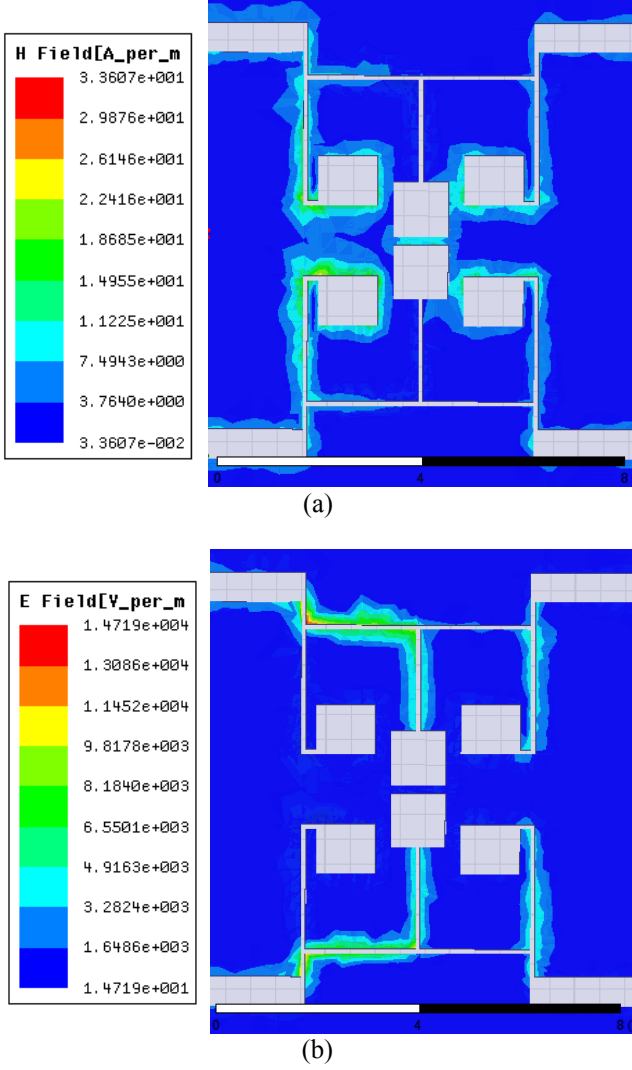 H Field[A_per_m
3.3607e+001
2.9876e+001
2.6146e+001
2.2416e+001
1.8685e+001
1.4955e+001
1.1225e+001
7.4943e+000
3.7640e+000
3.3607e-002
0 4 8
(a)
E Field[V_per_m
1.4719e+004
1.3086e+004
1.1452e+004
9.8178e+003
8.1840e+003
6.5501e+003
4.9163e+003
3.2824e+003
1.6486e+003
1.4719e+001
0 4 8 (
(b)